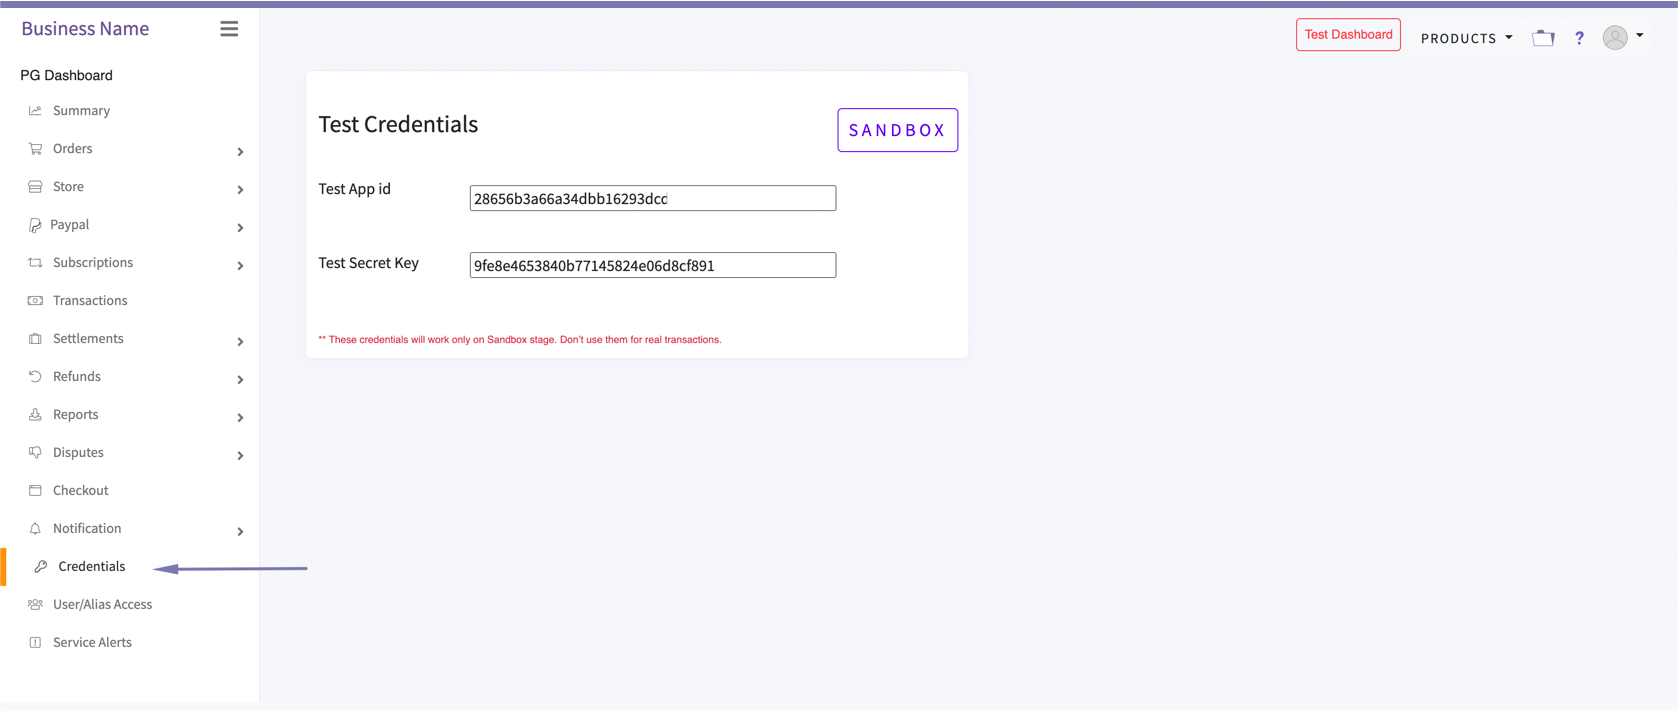 Business Name
Test Dashboard
PRODUCTS
?
PG Dashboard
Summary
Orders
Store
Paypal
Subscriptions
Transactions
Settlements
Refunds
Reports
Disputes
Checkout
Notification
Credentials
User/Alias Access
Service Alerts
Test Credentials
SANDBOX
Test App id
28656b3a66a34dbb16293dcd
Test Secret Key
9fe8e4653840b77145824e06d8cf891
** These credentials will work only on Sandbox stage. Don't use them for real transactions.